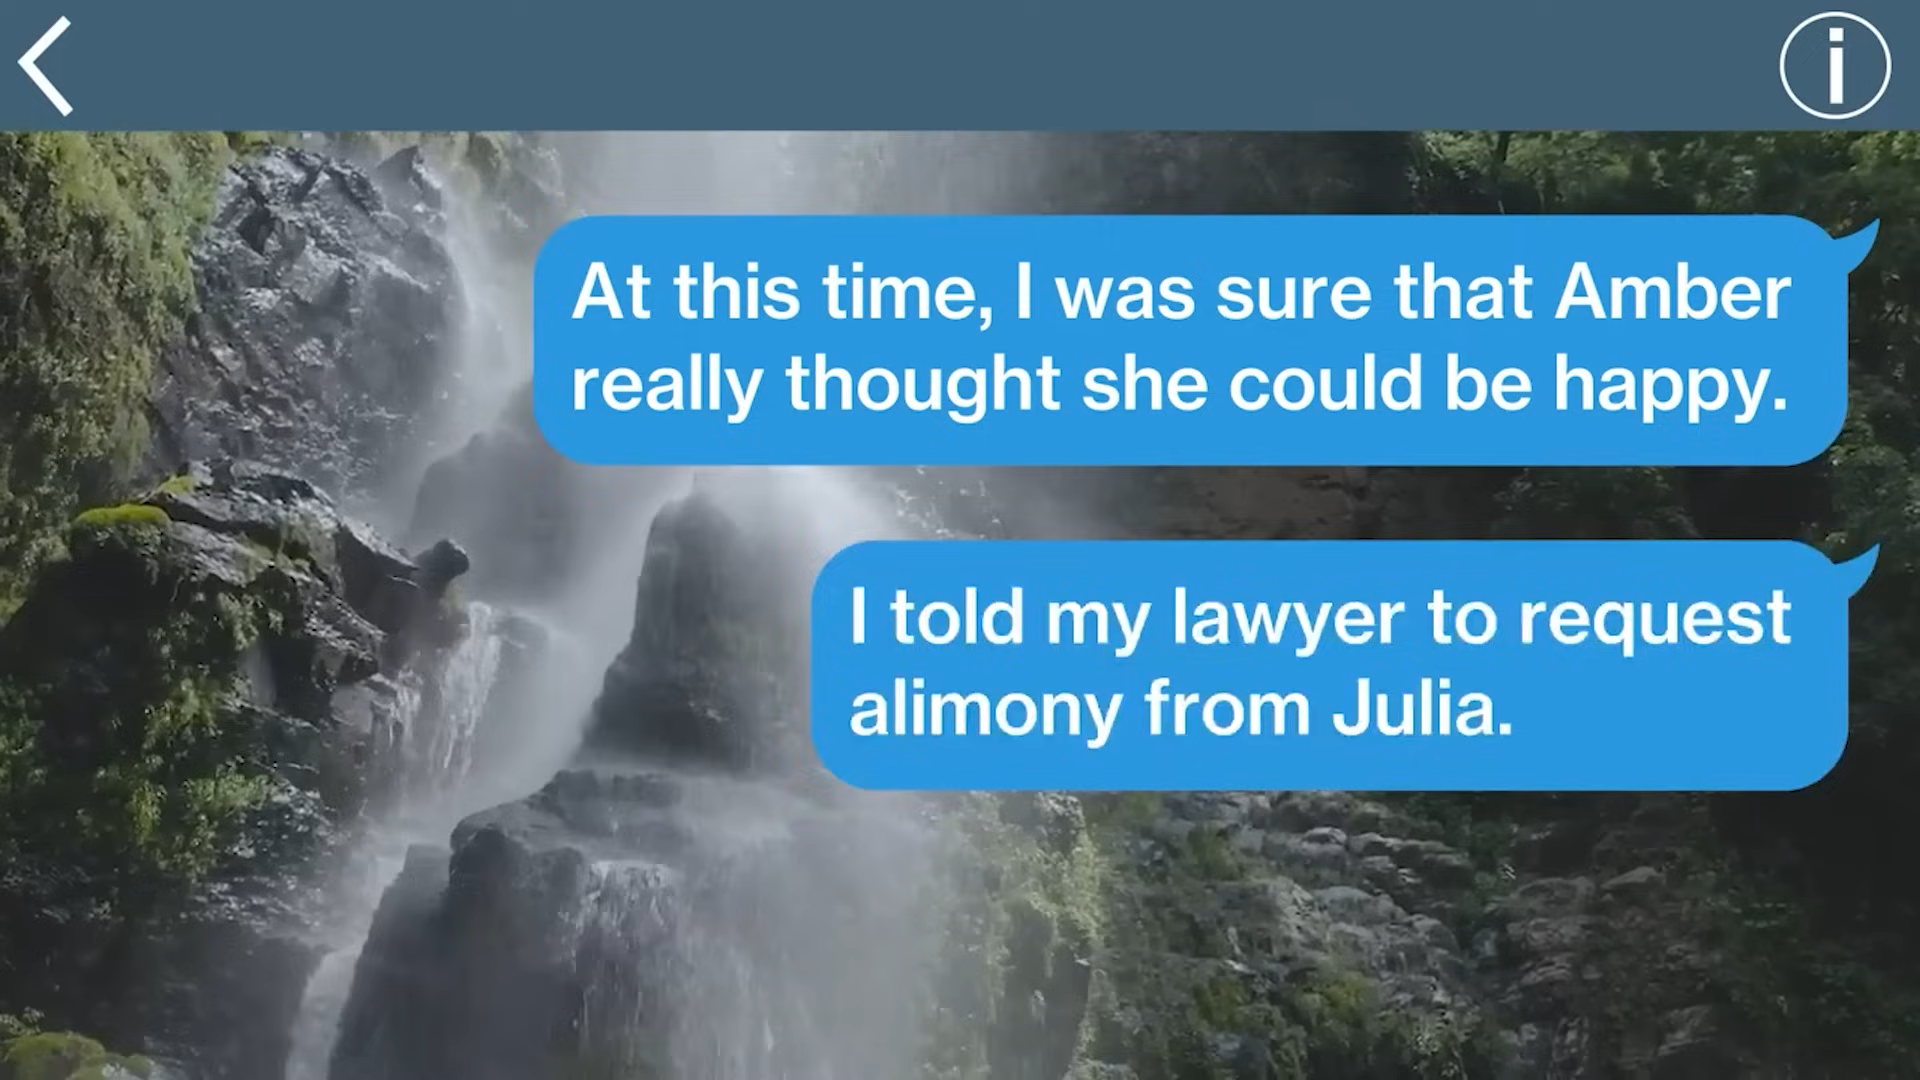 At this time, I was sure that Amber
really thought she could be happy.
I told my lawyer to request
alimony from Julia.